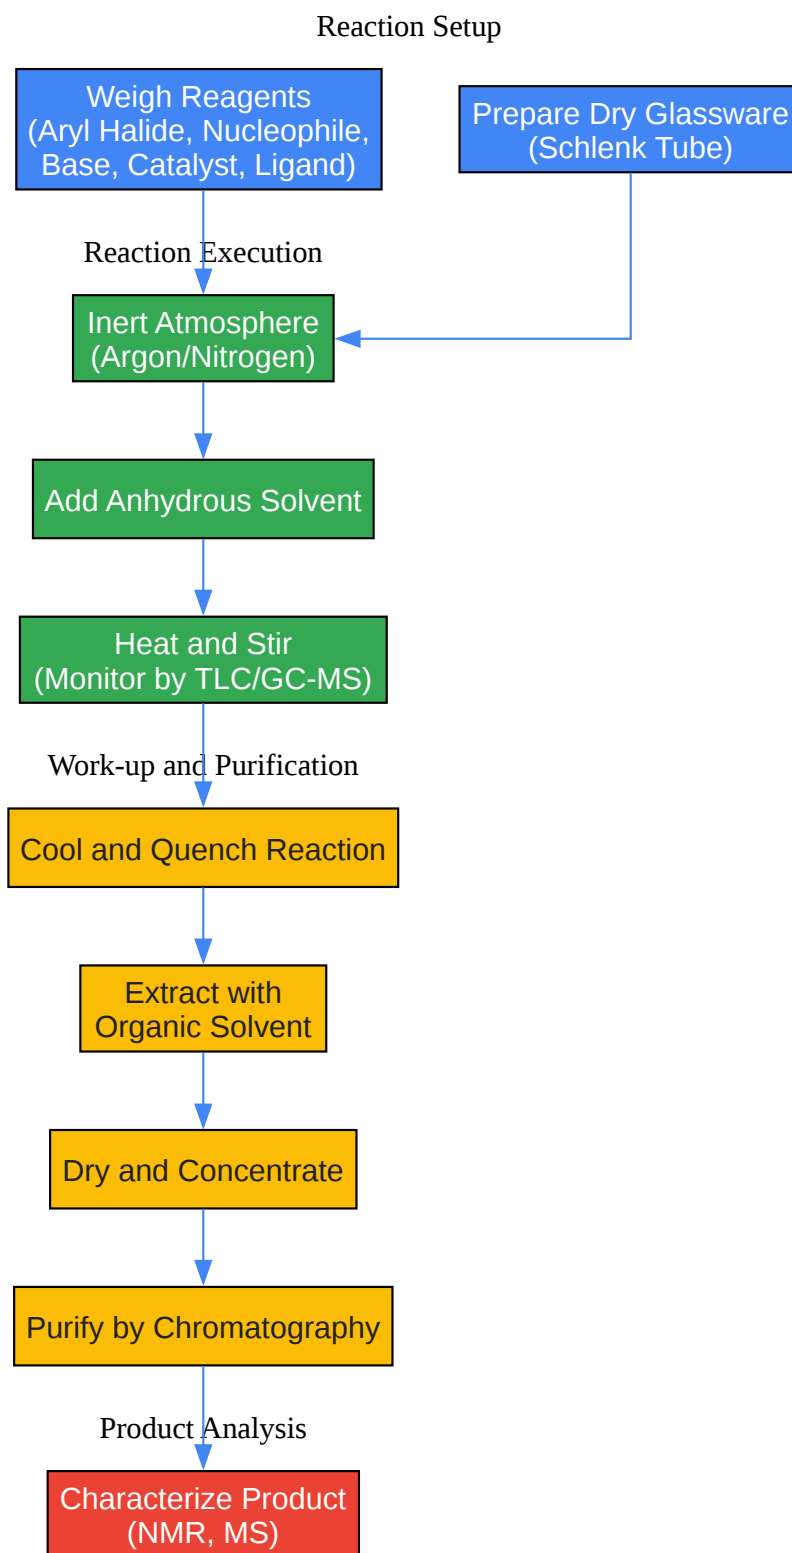 Reaction Setup
Weigh Reagents
(Aryl Halide, Nucleophile,
Base, Catalyst, Ligand)
Prepare Dry Glassware
(Schlenk Tube)
Reaction Execution
Inert Atmosphere
(Argon/Nitrogen)
Add Anhydrous Solvent
Heat and Stir
(Monitor by TLC/GC-MS)
Work-up and Purification
Cool and Quench Reaction
Extract with
Organic Solvent
Dry and Concentrate
Purify by Chromatography
Product Analysis
Characterize Product
(NMR, MS)